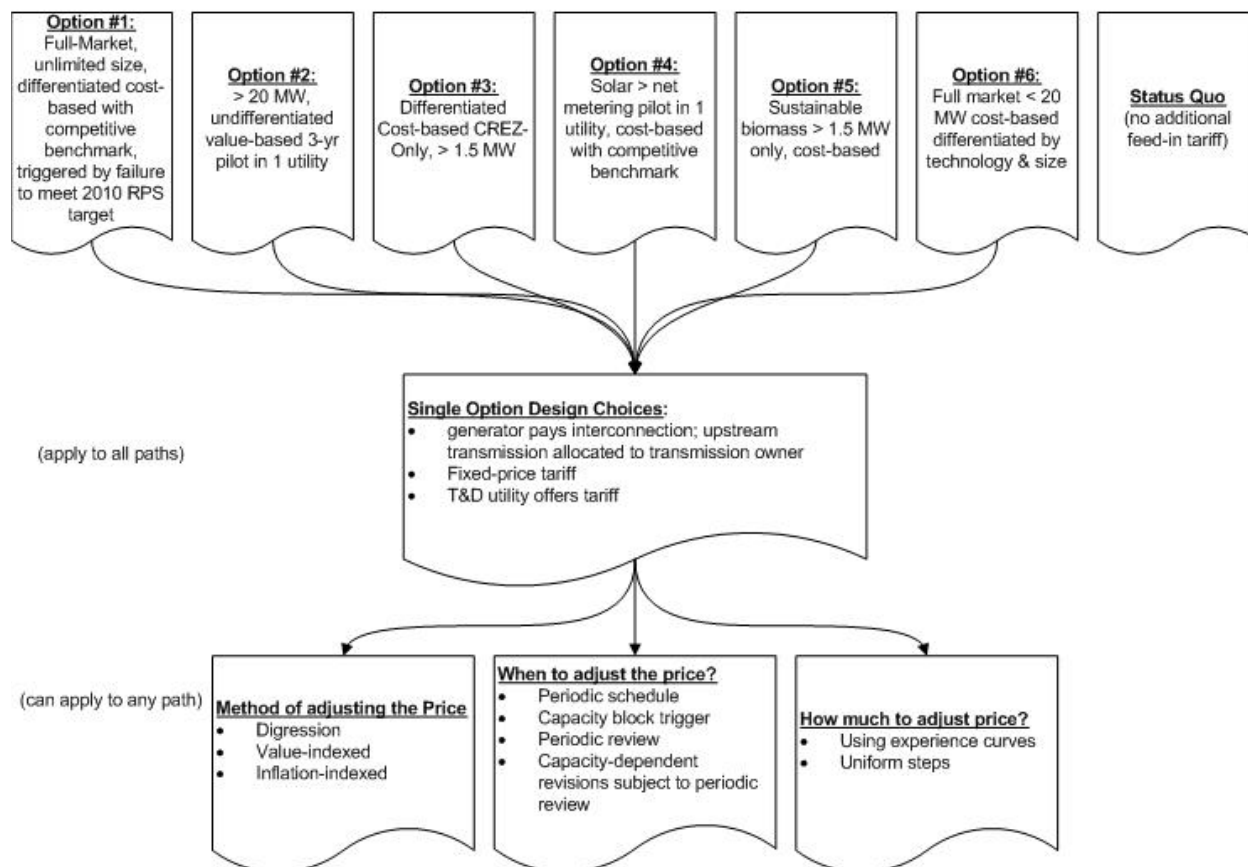 Option #1:
Full-Market,
unlimited size,
differentiated cost-
based with
competitive
benchmark,
triggered by failure
to meet 2010 RPS
target
Option #2:
> 20 MW,
undifferentiated
value-based 3-yr
pilot in 1 utility
Option #3:
Differentiated
Cost-based CREZ-
Only, > 1.5 MW
Option #4:
Solar > net
metering pilot in 1
utility, cost-based
with competitive
benchmark
Option #5:
Sustainable
biomass > 1.5 MW
only, cost-based
Option #6:
Full market < 20
MW cost-based
differentiated by
technology & size
Status Quo
(no additional
feed-in tariff)
(apply to all paths)
Single Option Design Choices:
• generator pays interconnection; upstream
transmission allocated to transmission owner
• Fixed-price tariff
• T&D utility offers tariff
(can apply to any path)
Method of adjusting the Price
• Digression
• Value-indexed
• Inflation-indexed
When to adjust the price?
• Periodic schedule
• Capacity block trigger
• Periodic review
• Capacity-dependent
revisions subject to periodic
review
How much to adjust price?
• Using experience curves
• Uniform steps